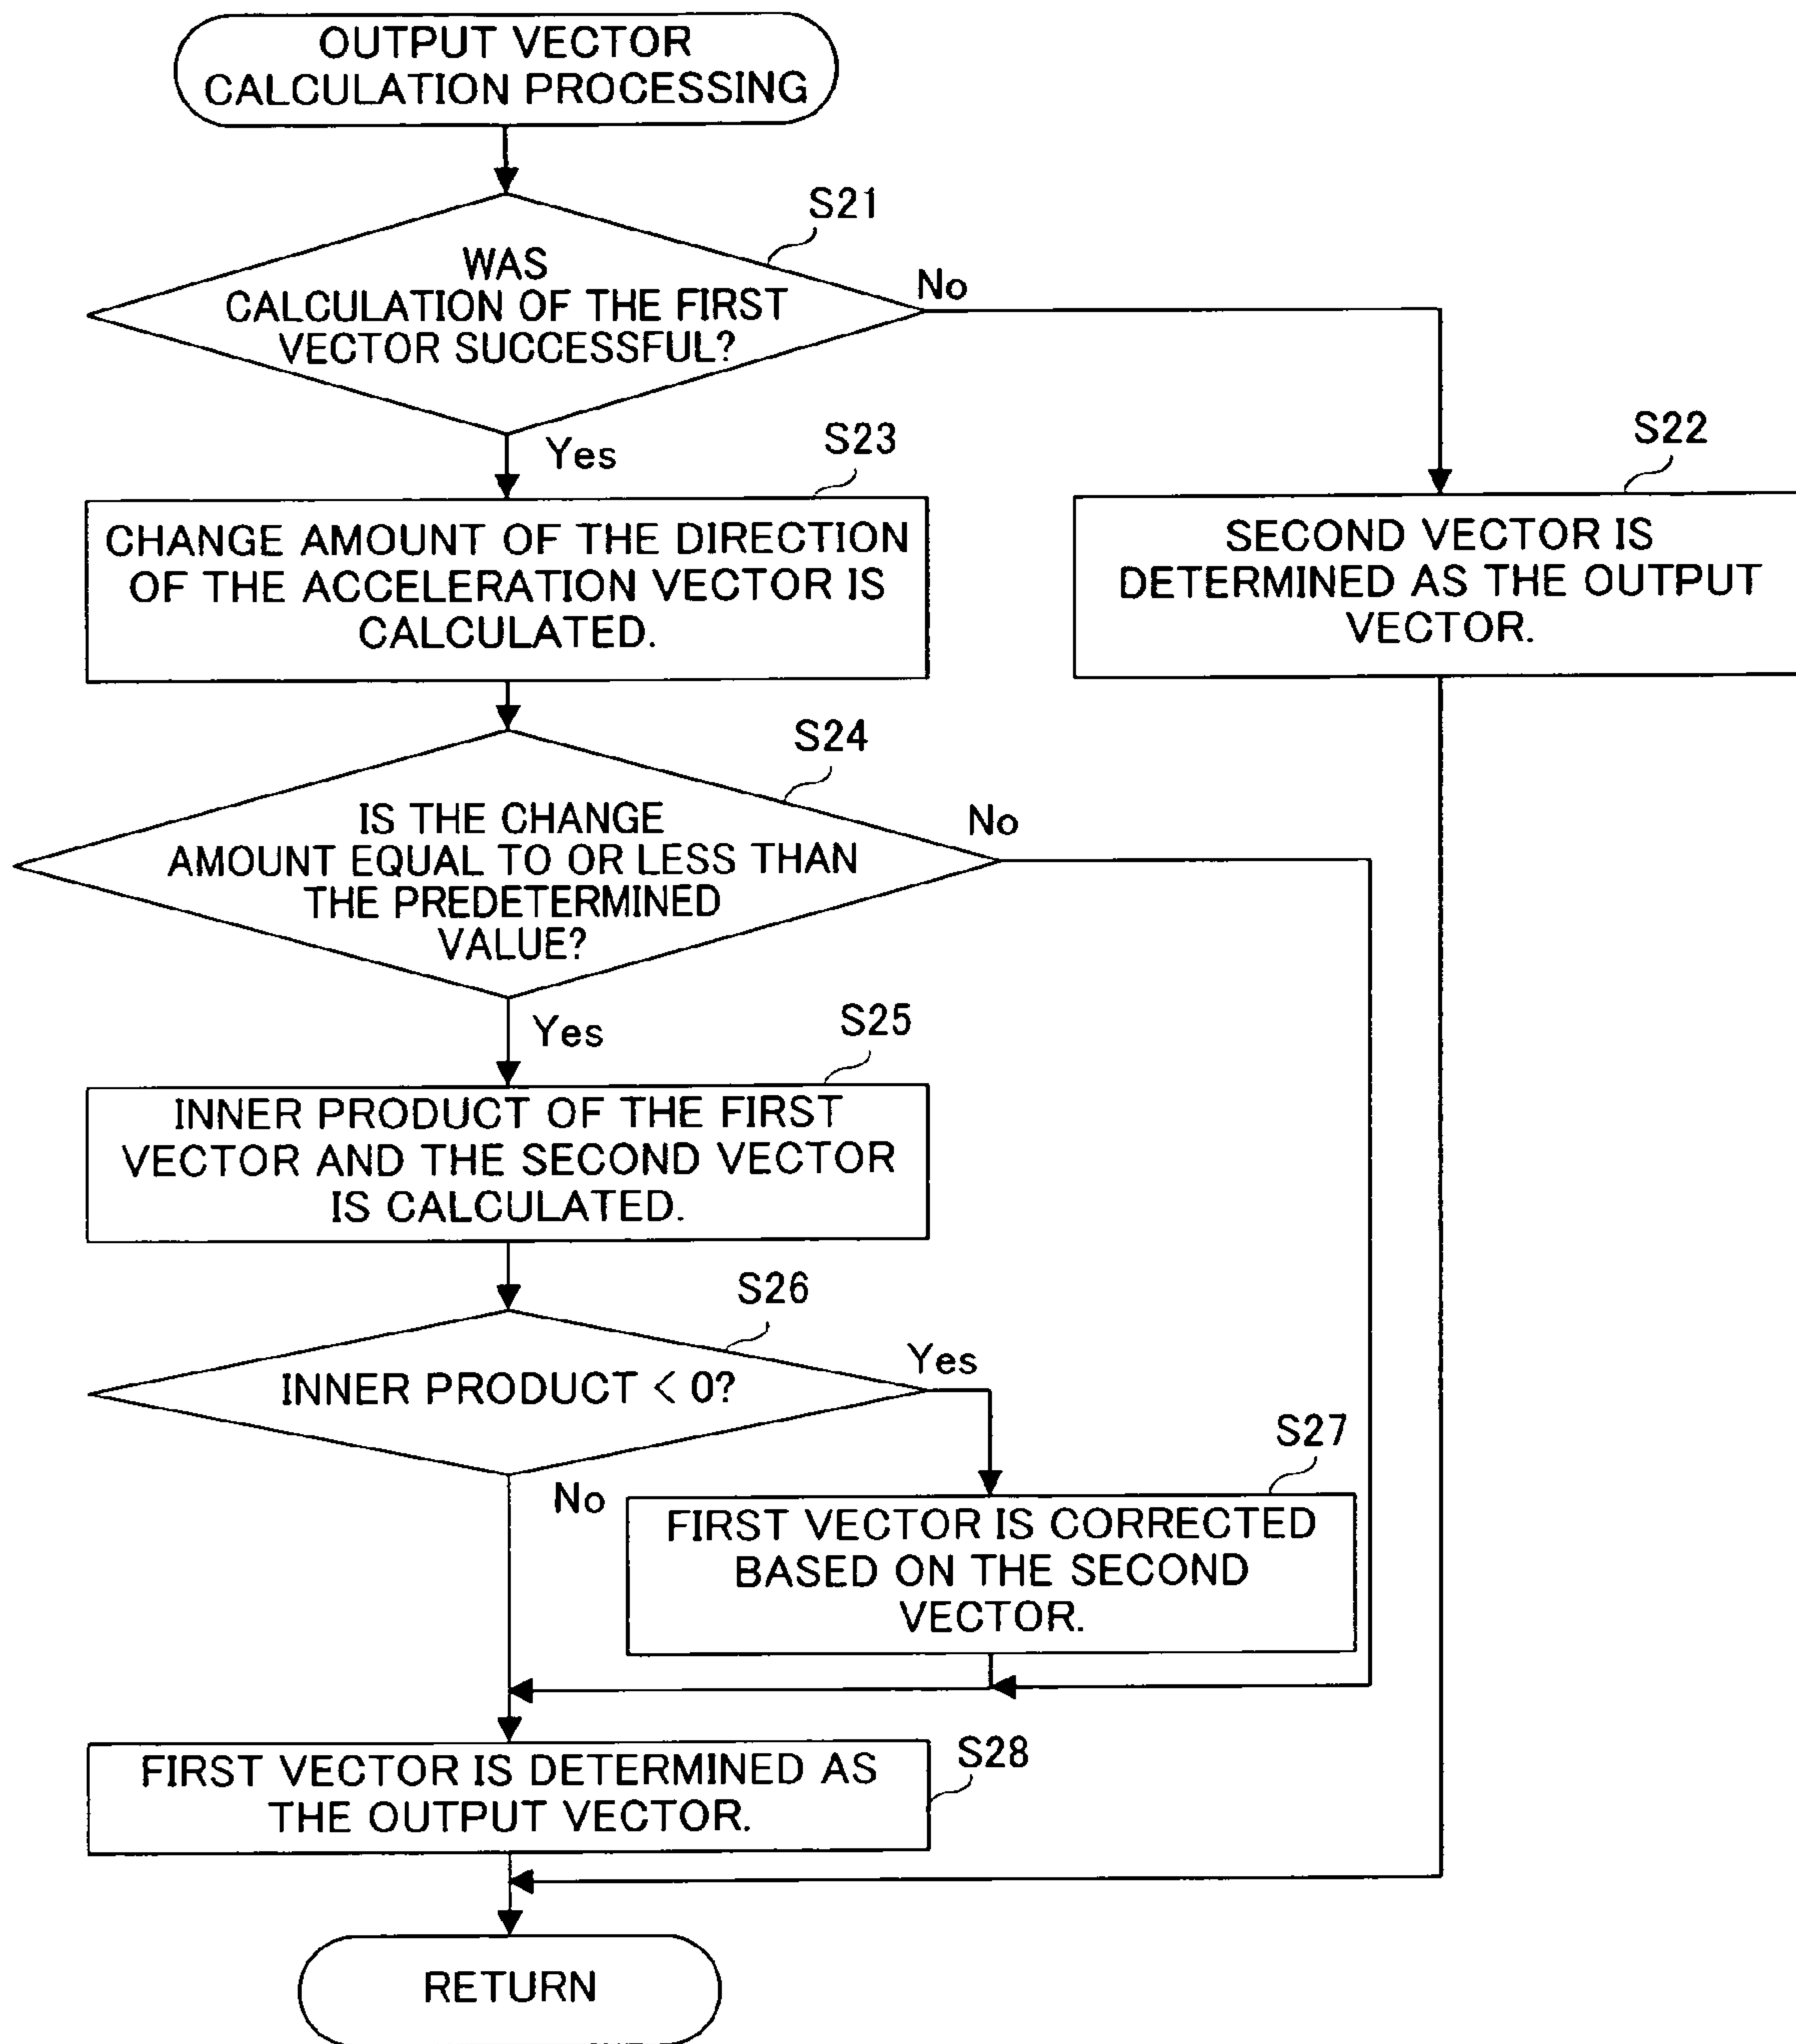 OUTPUT VECTOR
CALCULATION PROCESSING
S21
WAS
CALCULATION OF THE FIRST
VECTOR SUCCESSFUL?
No
Yes
S23
S22
CHANGE AMOUNT OF THE DIRECTION
OF THE ACCELERATION VECTOR IS
CALCULATED.
SECOND VECTOR IS
DETERMINED AS THE OUTPUT
VECTOR.
S24
IS THE CHANGE
AMOUNT EQUAL TO OR LESS THAN
THE PREDETERMINED
VALUE?
No
Yes
S25
INNER PRODUCT OF THE FIRST
VECTOR AND THE SECOND VECTOR
IS CALCULATED.
S26
INNER PRODUCT < 0?
Yes
No
S27
FIRST VECTOR IS CORRECTED
BASED ON THE SECOND
VECTOR.
S28
FIRST VECTOR IS DETERMINED AS
THE OUTPUT VECTOR.
RETURN